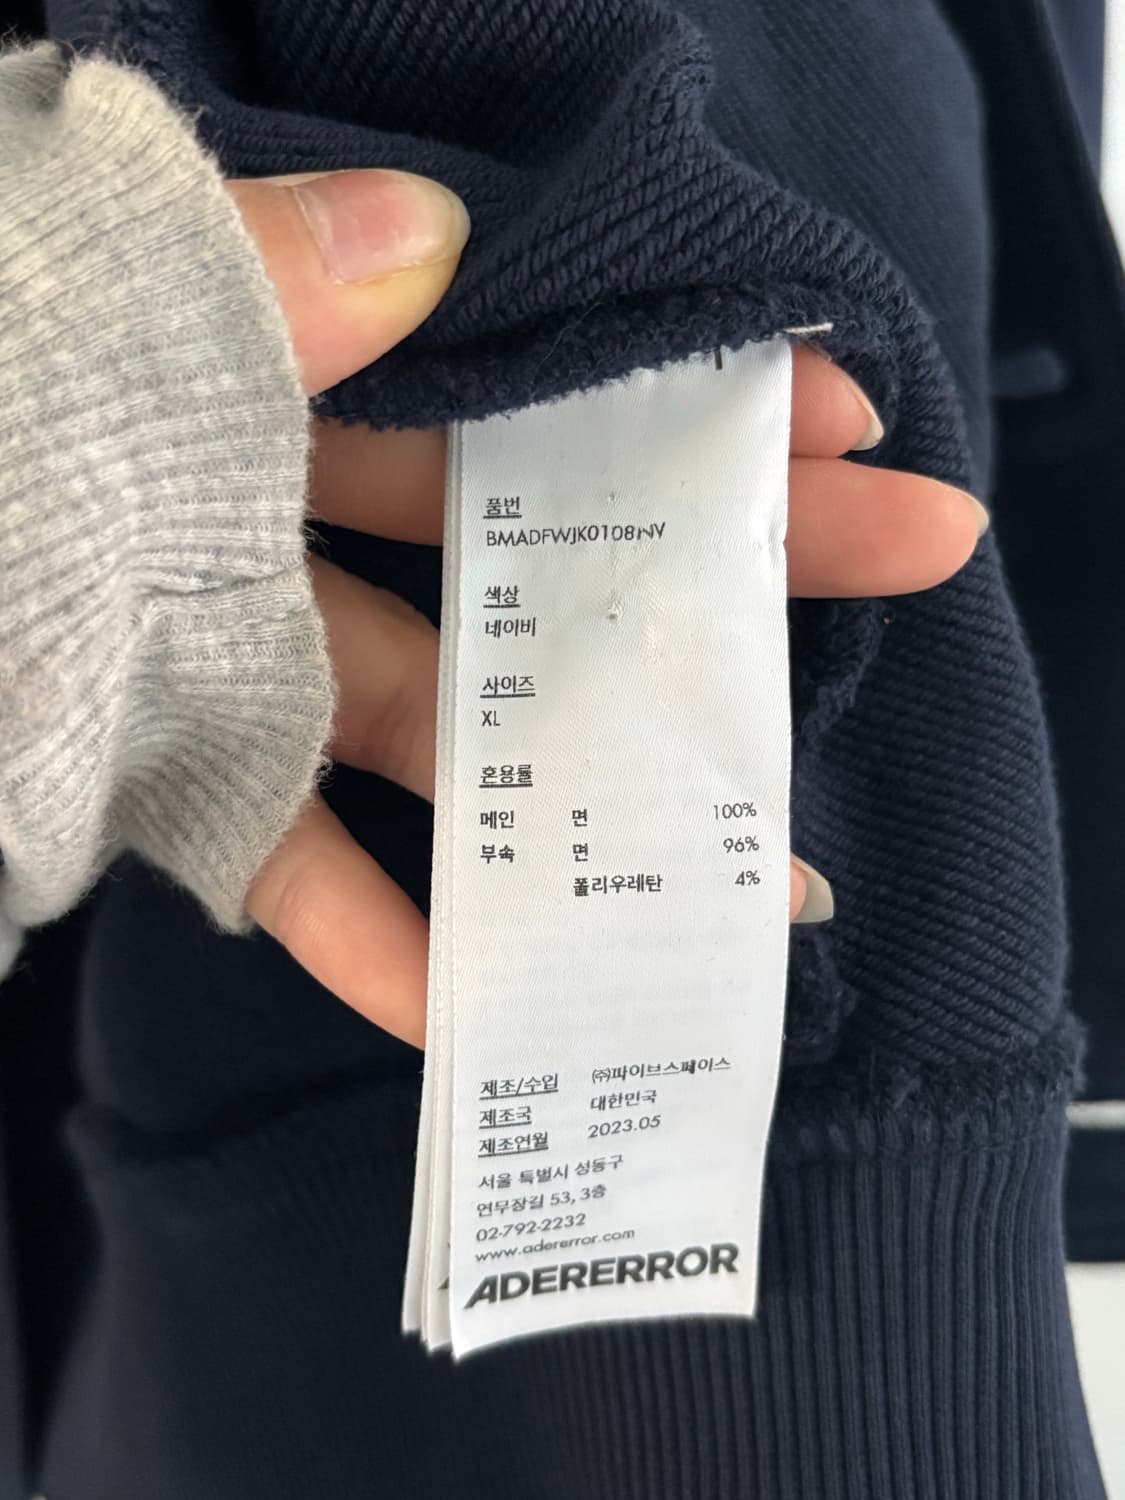 품번
BMADFWJK0108NV
색상
네이비
사이즈
XL
혼용률
메인 면 100%
부속 면 96%
폴리우레탄 4%
제조/수입 ㈜파이브스페이스
제조국 대한민국
제조연월 2023.05
서울 특별시 성동구
연무장길 53, 3층
02-792-2232
www.adererror.com
ADERERROR